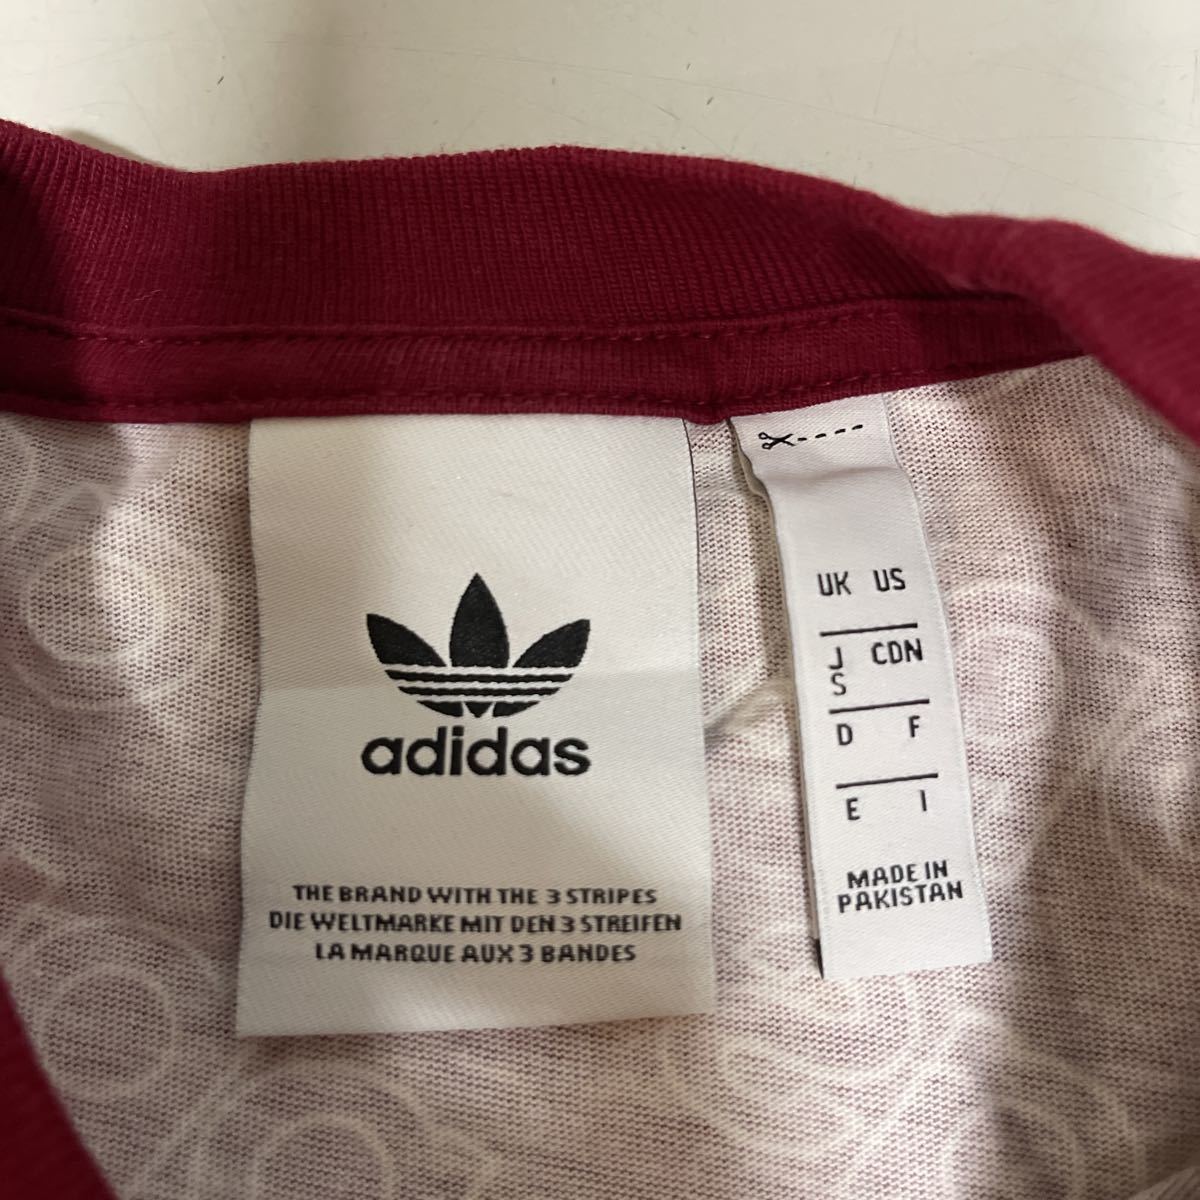 adidas
THE BRAND WITH THE 3 STRIPES
DIE WELTMARKE MIT DEN 3 STREIFEN
LA MARQUE AUX 3 BANDES
UK US
J CDN
S
D F
E I
MADE IN
PAKISTAN